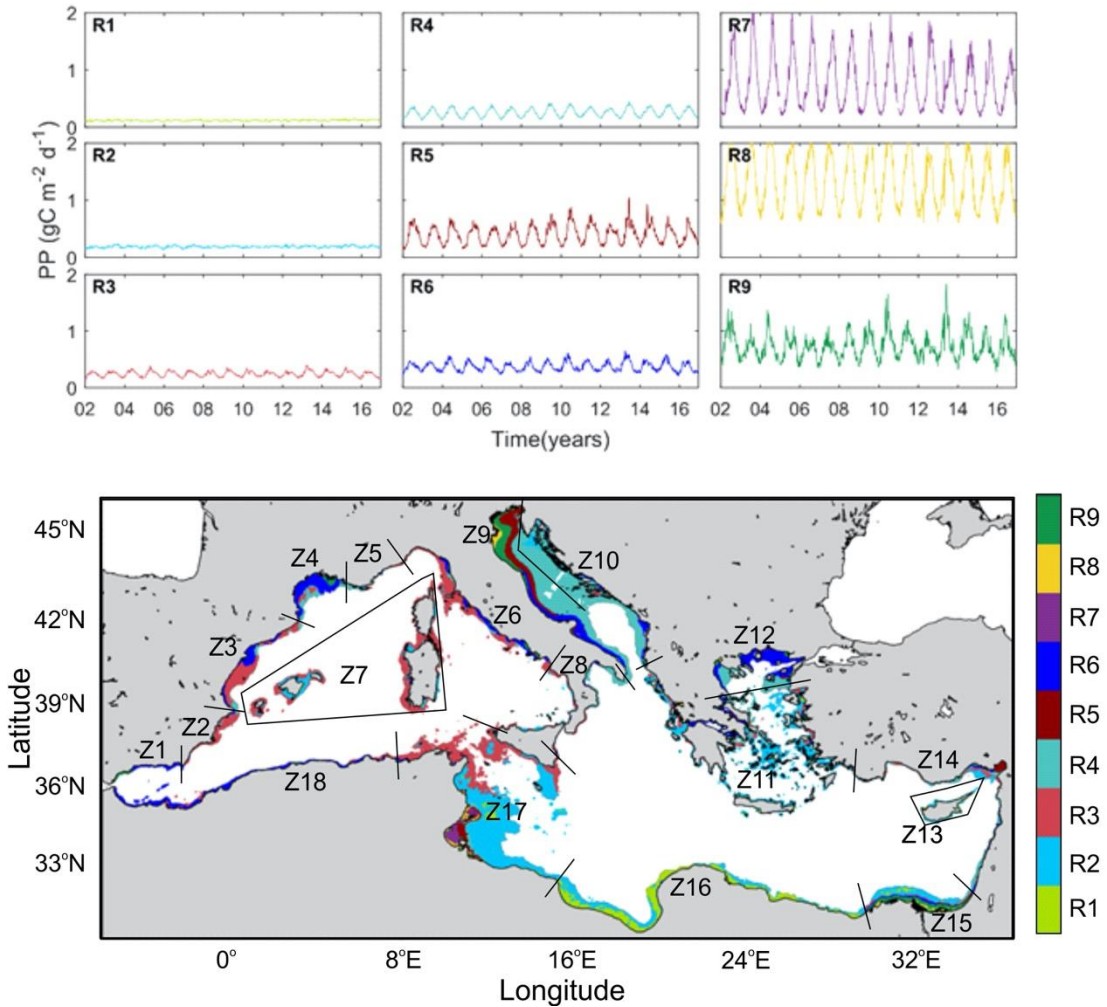 2
R1
R4
R7
1
0
2
R2
R5
R8
1
0
2
R3
R6
R9
1
0
PP (gC m⁻² d⁻¹)
02 04 06 08 10 12 14 16
02 04 06 08 10 12 14 16
02 04 06 08 10 12 14 16
Time(years)
45°N
42°N
39°N
36°N
33°N
Latitude
Z1
Z2
Z3
Z4
Z5
Z6
Z7
Z8
Z9
Z10
Z11
Z12
Z13
Z14
Z15
Z16
Z17
Z18
0°
8°E
16°E
24°E
32°E
Longitude
R9
R8
R7
R6
R5
R4
R3
R2
R1